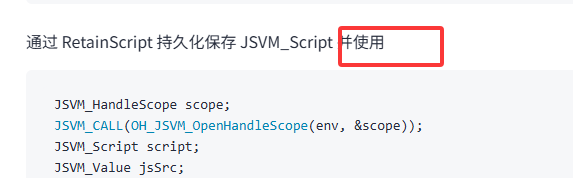 通过 RetainScript 持久化保存 JSVM_Script 并使用
JSVM_HandleScope scope;
JSVM_CALL(OH_JSVM_OpenHandleScope(env, &scope));
JSVM_Script script;
JSVM_Value jsSrc;